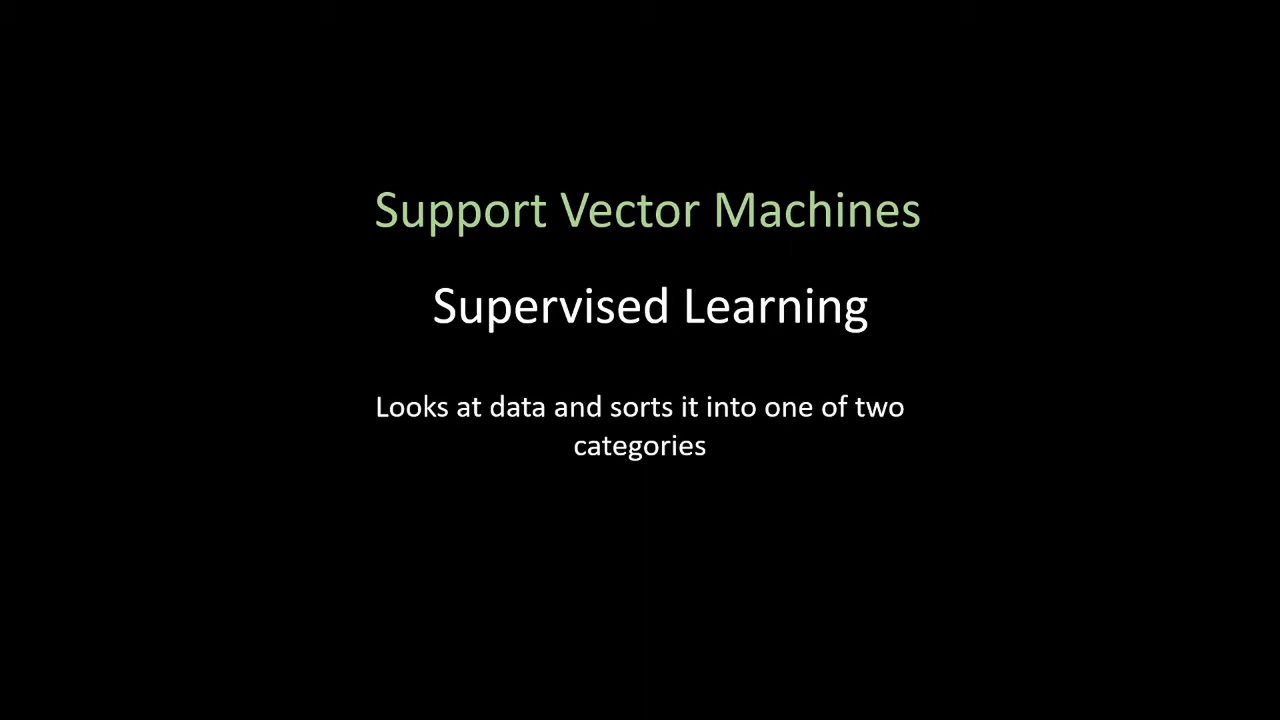 Support Vector Machines
Supervised Learning
Looks at data and sorts it into one of two
categories